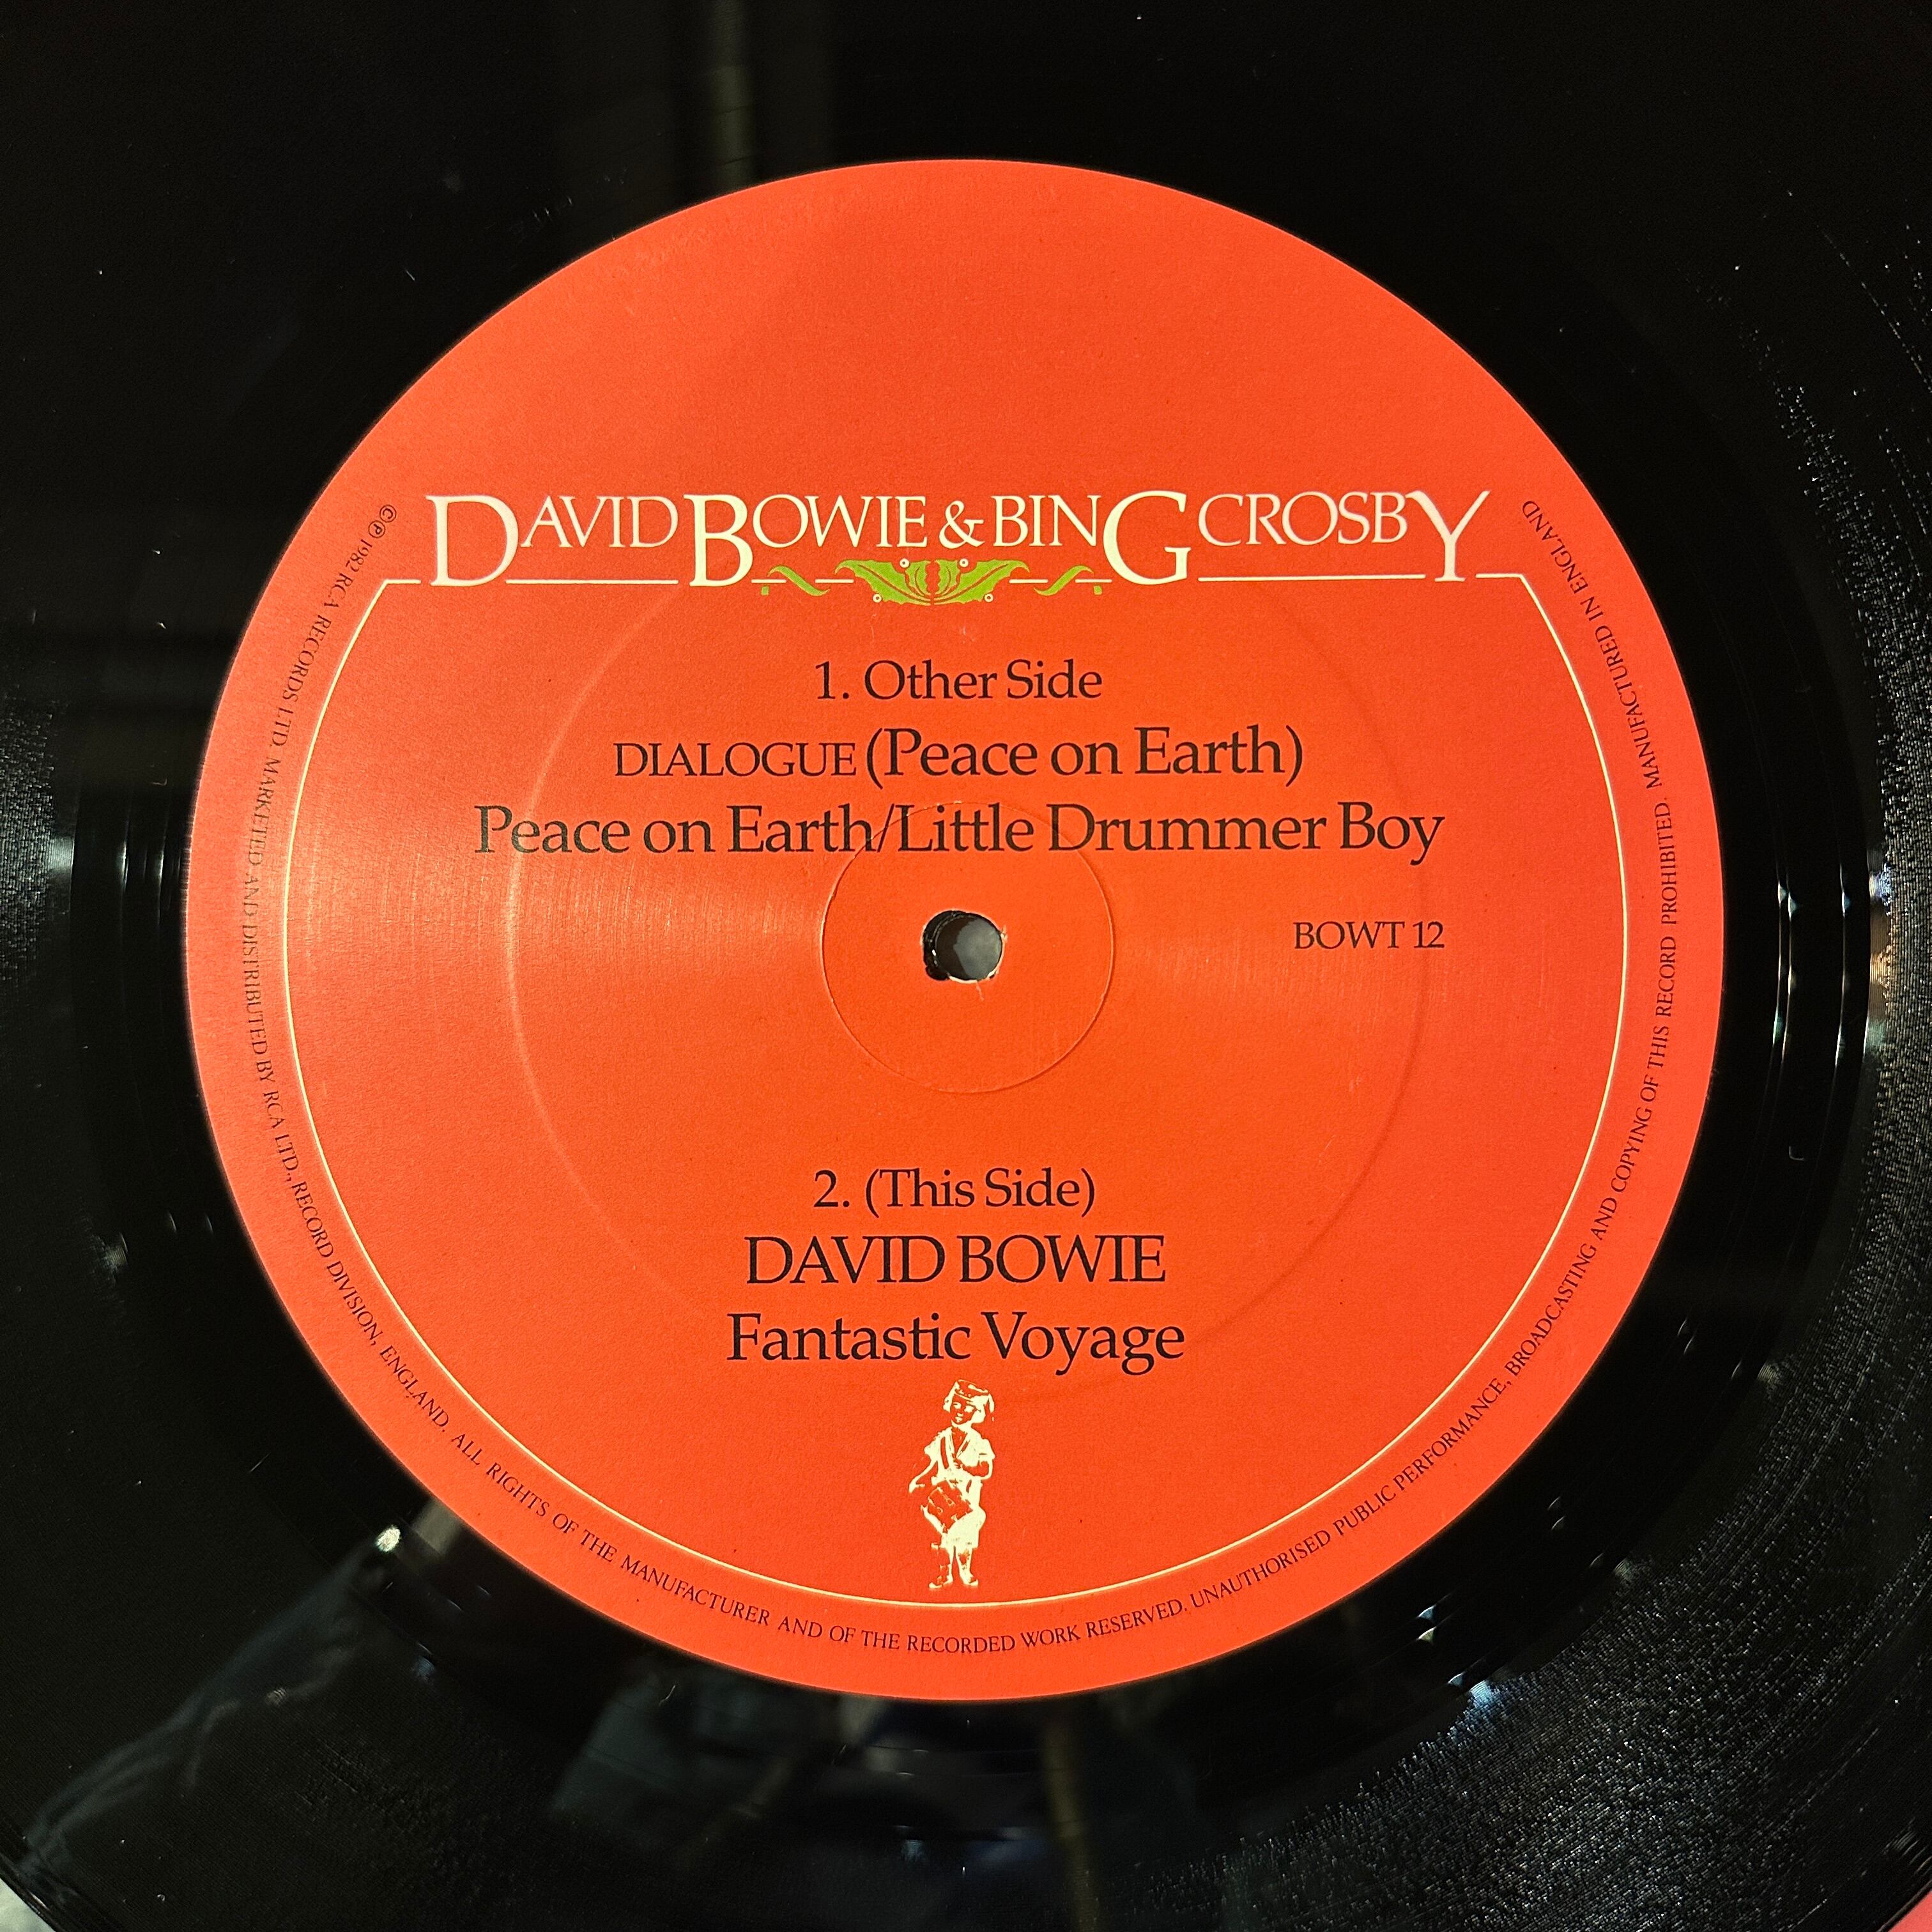 DAVID BOWIE & BING CROSBY
1. Other Side
DIALOGUE (Peace on Earth)
Peace on Earth/Little Drummer Boy
BOWT 12
2. (This Side)
DAVID BOWIE
Fantastic Voyage
©℗ 1982 RCA RECORDS LTD. MARKETED AND DISTRIBUTED BY RCA LTD., RECORD DIVISION, ENGLAND. ALL RIGHTS OF THE MANUFACTURER AND OF THE RECORDED WORK RESERVED. UNAUTHORISED PUBLIC PERFORMANCE, BROADCASTING AND COPYING OF THIS RECORD PROHIBITED. MANUFACTURED IN ENGLAND